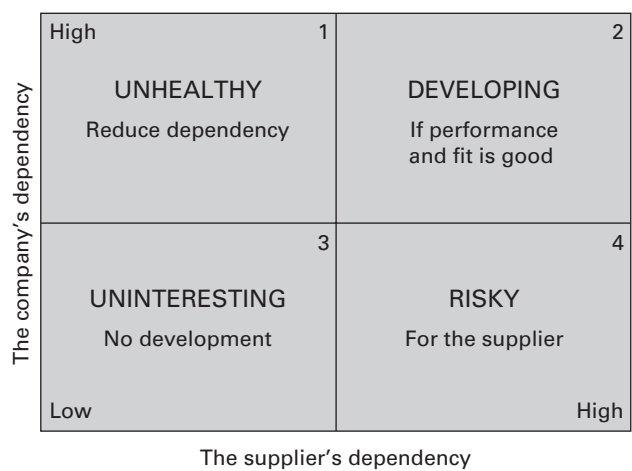 The company's dependency
High
1
UNHEALTHY
Reduce dependency
2
DEVELOPING
If performance
and fit is good
3
UNINTERESTING
No development
Low
4
RISKY
For the supplier
High
The supplier's dependency